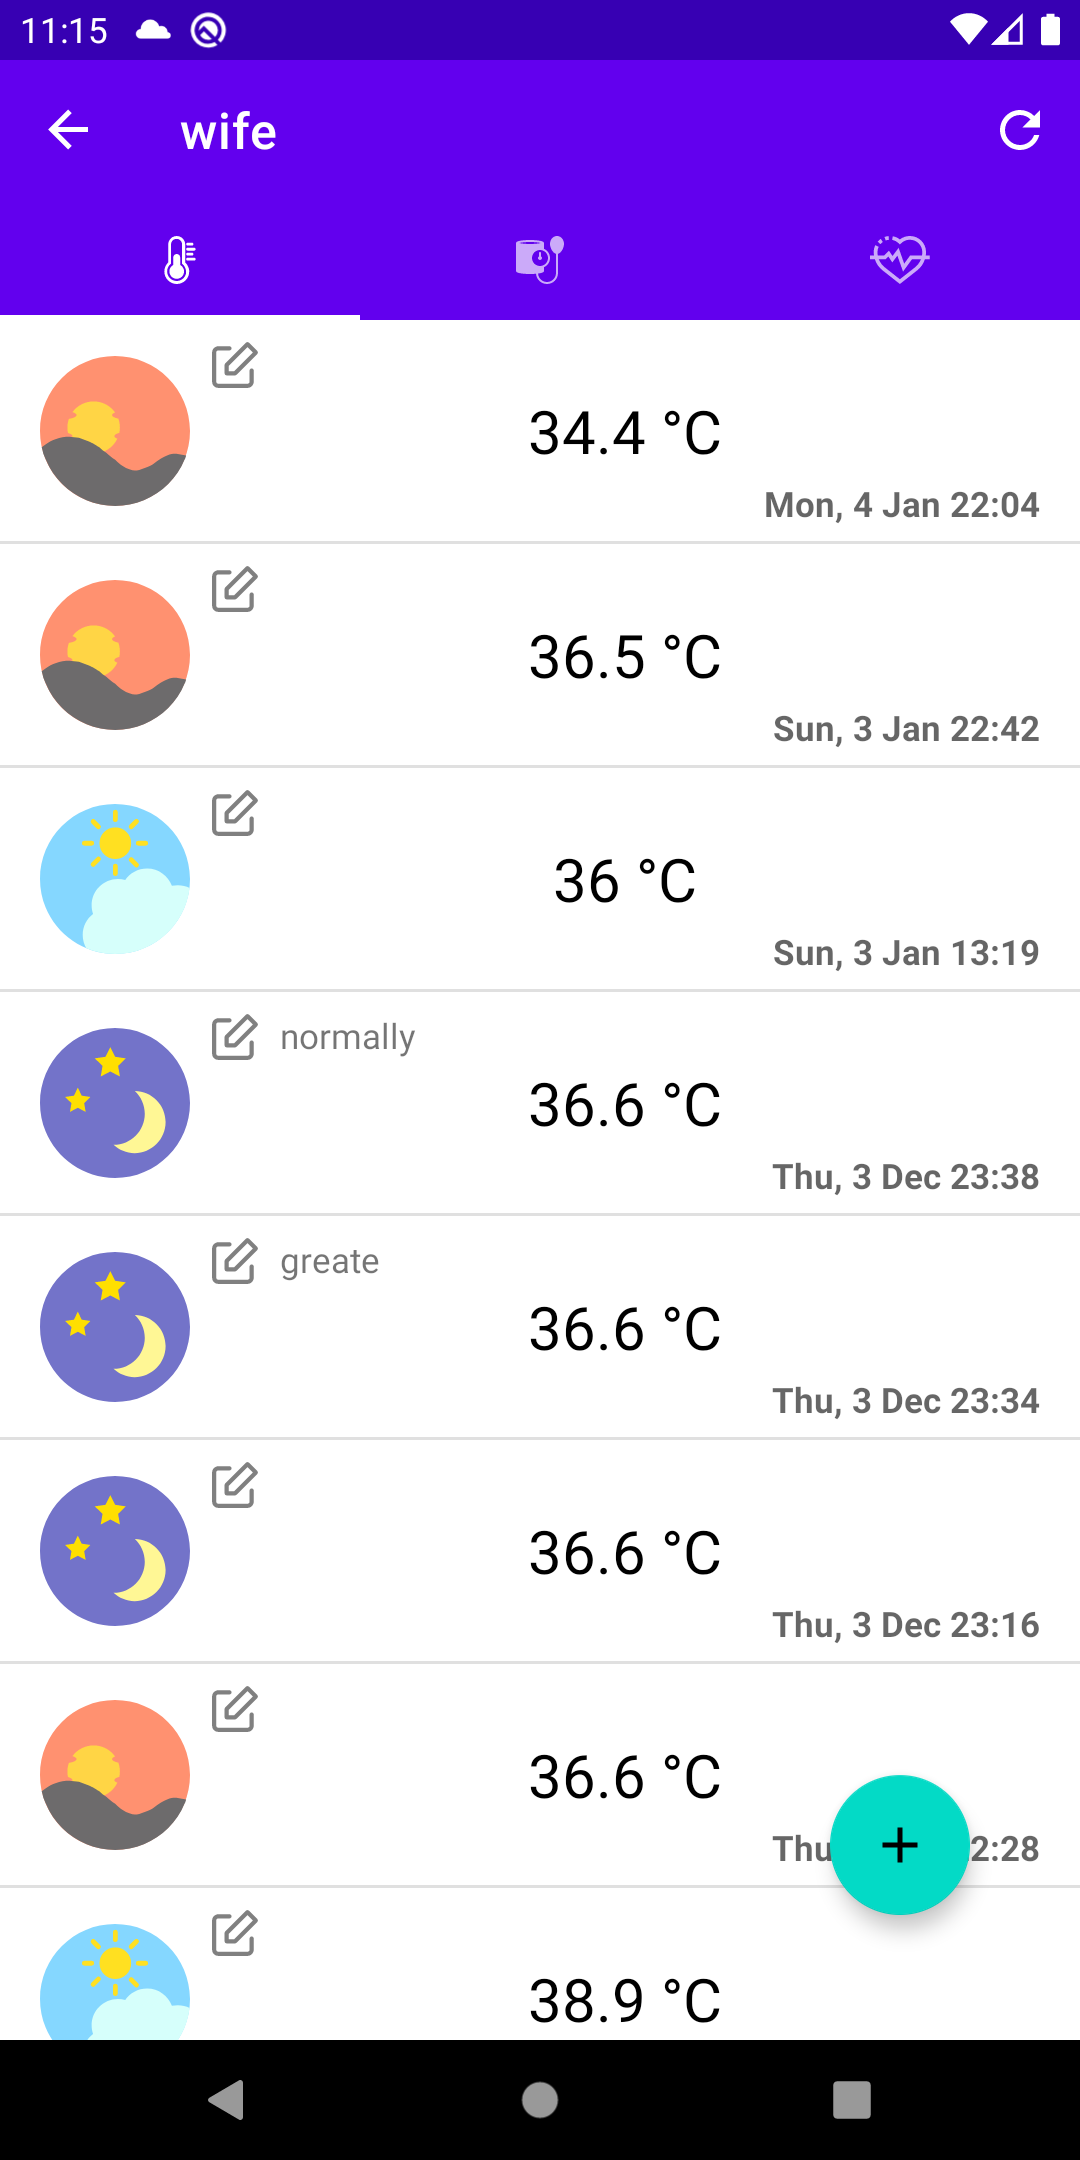 11:15
wife
34.4 °C
Mon, 4 Jan 22:04
36.5 °C
Sun, 3 Jan 22:42
36 °C
Sun, 3 Jan 13:19
normally
36.6 °C
Thu, 3 Dec 23:38
greate
36.6 °C
Thu, 3 Dec 23:34
36.6 °C
Thu, 3 Dec 23:16
36.6 °C
Thu 2:28
38.9 °C